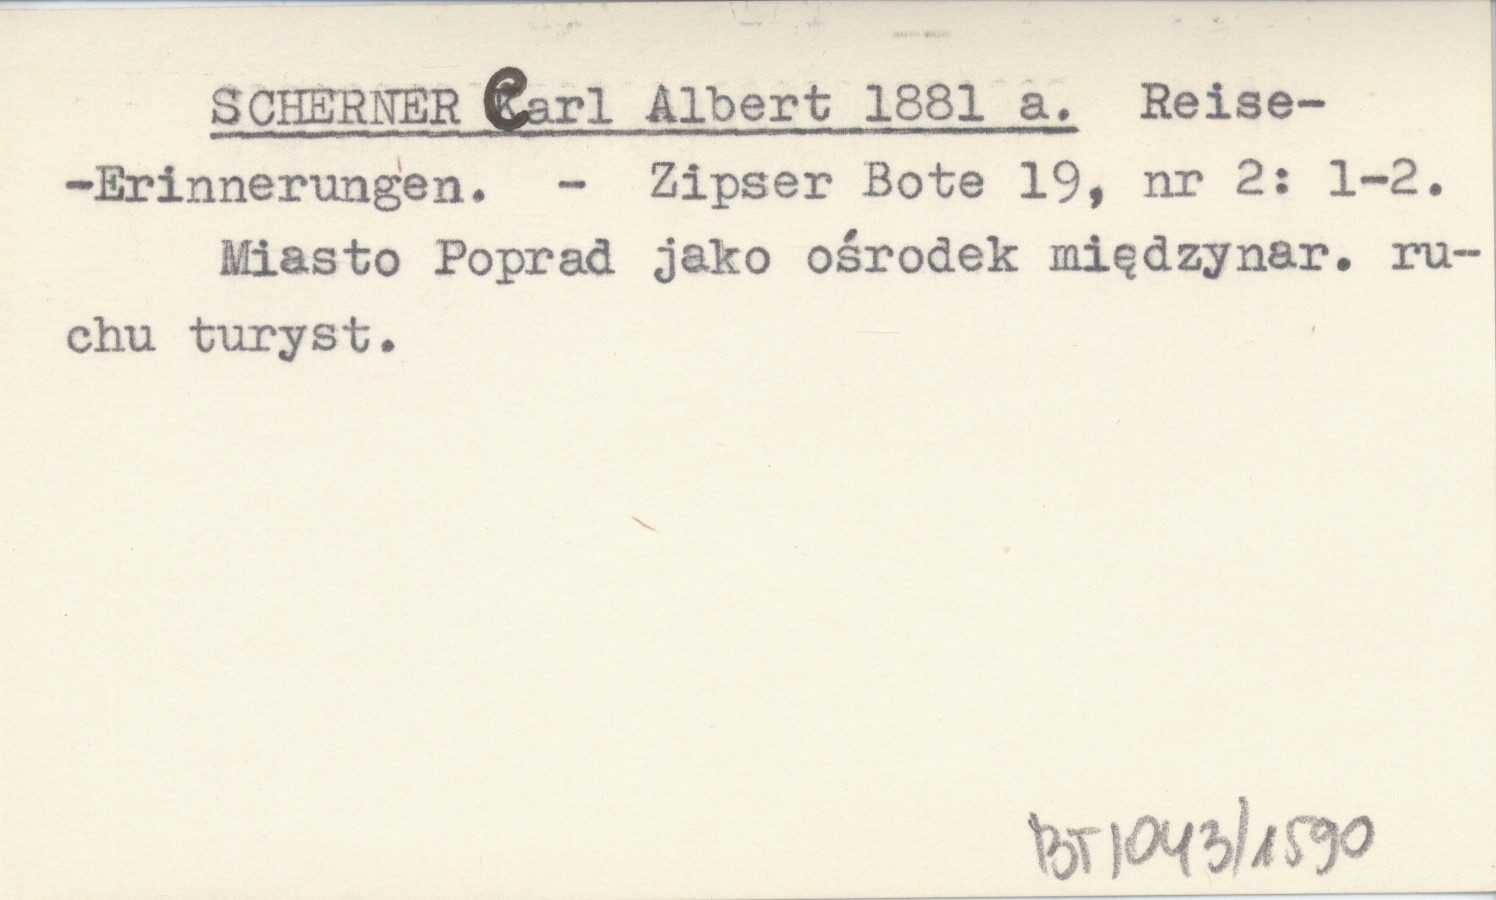 SCHERNER Carl Albert 1881 a. Reise-
-Erinnerungen. - Zipser Bote 19, nr 2: 1-2.
Miasto Poprad jako ośrodek międzynar. ru-
chu turyst.
BT1043/1590